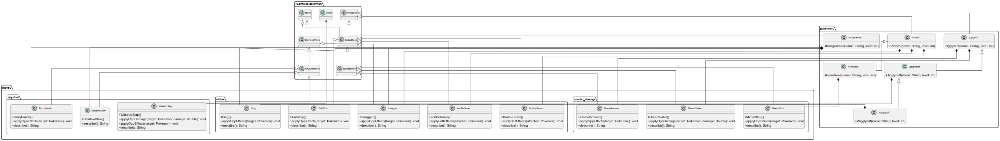 ru.ifmo.se.pokemon
C Move
C Effect
C Pokemon
C DamageMove
C StatusMove
C PhysicalMove
C SpecialMove
pokemons
C Kangaskhan
+Kangaskhan(name: String, level: int)
C Pineco
+Pineco(name: String, level: int)
C Igglybuff
+Igglybuff(name: String, level: int)
C Forretress
+Forretress(name: String, level: int)
C Jigglypuff
+Jigglypuff(name: String, level: int)
C Wigglytuff
+Wigglytuff(name: String, level: int)
moves
physical
C DizzyPunch
+DizzyPunch()
~applyOppEffects(target: Pokemon): void
~describe(): String
C ShadowClaw
+ShadowClaw()
~describe(): String
C WakeUpSlap
+WakeUpSlap()
~applyOppDamage(target: Pokemon, damage: double): void
~applyOppEffects(target: Pokemon): void
~describe(): String
status
C Sing
+Sing()
~applyOppEffects(target: Pokemon): void
~describe(): String
C TailWhip
+TailWhip()
~applyOppEffects(target: Pokemon): void
~describe(): String
C Swagger
+Swagger()
~applyOppEffects(target: Pokemon): void
~describe(): String
C IronDefense
+IronDefense()
~applySelfEffects(attacker: Pokemon): void
~describe(): String
C DoubleTeam
+DoubleTeam()
~applySelfEffects(attacker: Pokemon): void
~describe(): String
special_damage
C Flamethrower
+Flamethrower()
~applyOppEffects(target: Pokemon): void
~describe(): String
C DreamEater
+DreamEater()
~applyOppDamage(target: Pokemon, damage: double): void
~describe(): String
C MirrorShot
+MirrorShot()
~applyOppEffects(target: Pokemon): void
~describe(): String